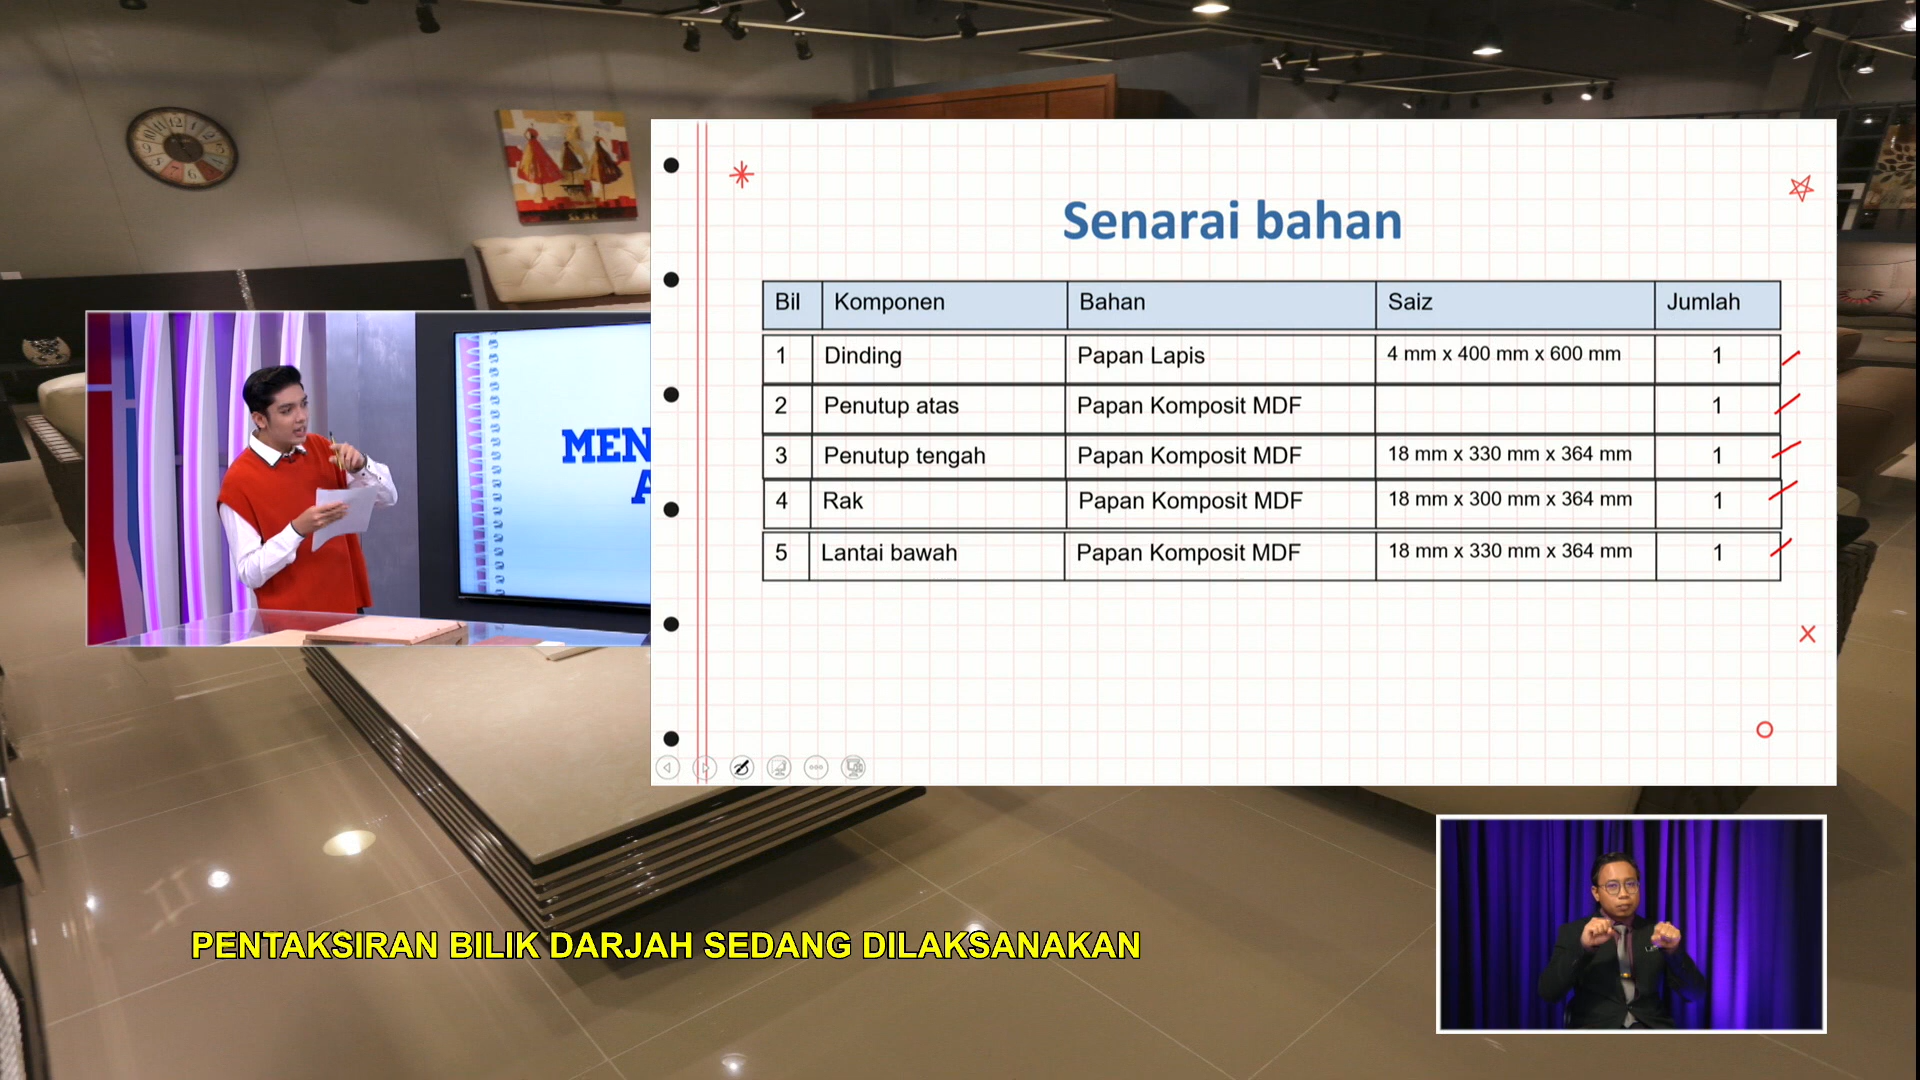 Senarai bahan
Bil Komponen Bahan Saiz Jumlah
1 Dinding Papan Lapis 4 mm x 400 mm x 600 mm 1
2 Penutup atas Papan Komposit MDF 1
3 Penutup tengah Papan Komposit MDF 18 mm x 330 mm x 364 mm 1
4 Rak Papan Komposit MDF 18 mm x 300 mm x 364 mm 1
5 Lantai bawah Papan Komposit MDF 18 mm x 330 mm x 364 mm 1
MEN
A
PENTAKSIRAN BILIK DARJAH SEDANG DILAKSANAKAN